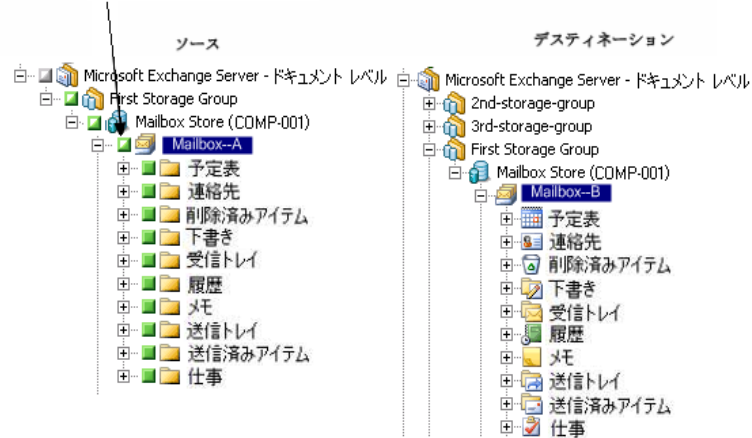 ソース
Microsoft Exchange Server - ドキュメント レベル
First Storage Group
Mailbox Store (COMP-001)
Mailbox--A
予定表
連絡先
削除済みアイテム
下書き
受信トレイ
履歴
メモ
送信トレイ
送信済みアイテム
仕事
デスティネーション
Microsoft Exchange Server - ドキュメント レベル
2nd-storage-group
3rd-storage-group
First Storage Group
Mailbox Store (COMP-001)
Mailbox--B
予定表
連絡先
削除済みアイテム
下書き
受信トレイ
履歴
メモ
送信トレイ
送信済みアイテム
仕事